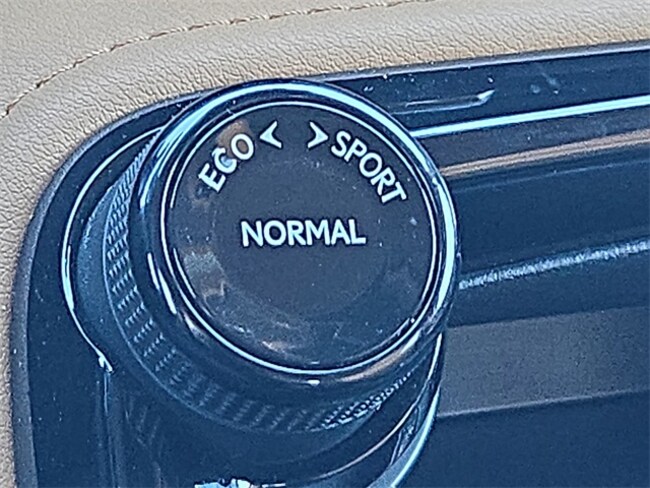 ECO < > SPORT
NORMAL